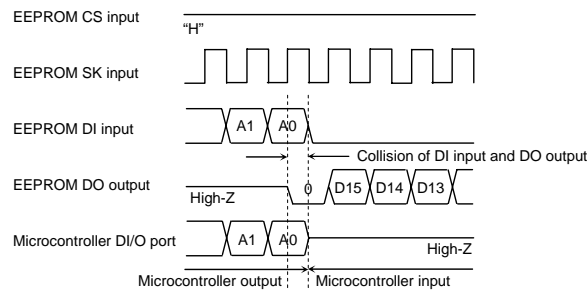 EEPROM CS input
“H”
EEPROM SK input
EEPROM DI input
A1 A0
Collision of DI input and DO output
EEPROM DO output
High-Z
0 D15 D14 D13
Microcontroller DI/O port
A1 A0
High-Z
Microcontroller output Microcontroller input